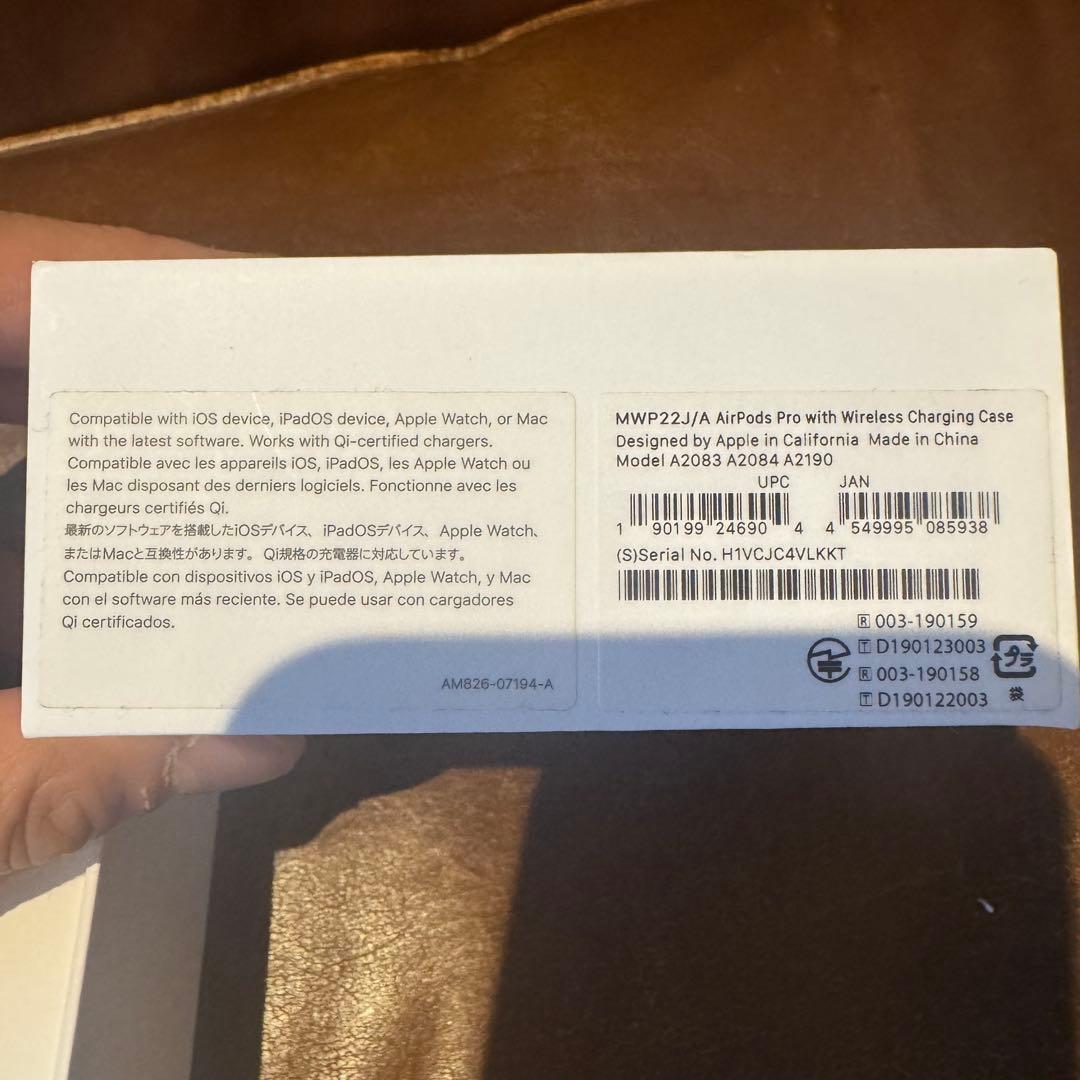 Compatible with iOS device, iPadOS device, Apple Watch, or Mac
with the latest software. Works with Qi-certified chargers.
Compatible avec les appareils iOS, iPadOS, les Apple Watch ou
les Mac disposant des derniers logiciels. Fonctionne avec les
chargeurs certifiés Qi.
最新のソフトウェアを搭載したiOSデバイス、iPadOSデバイス、Apple Watch、
またはMacと互換性があります。Qi規格の充電器に対応しています。
Compatible con dispositivos iOS y iPadOS, Apple Watch, y Mac
con el software más reciente. Se puede usar con cargadores
Qi certificados.
AM826-07194-A
MWP22J/A AirPods Pro with Wireless Charging Case
Designed by Apple in California Made in China
Model A2083 A2084 A2190
UPC JAN
1 90199 24690 4 4 549995 085938
(S)Serial No. H1VCJC4VLKKT
R 003-190159
T D190123003
R 003-190158
T D190122003
プラ
袋